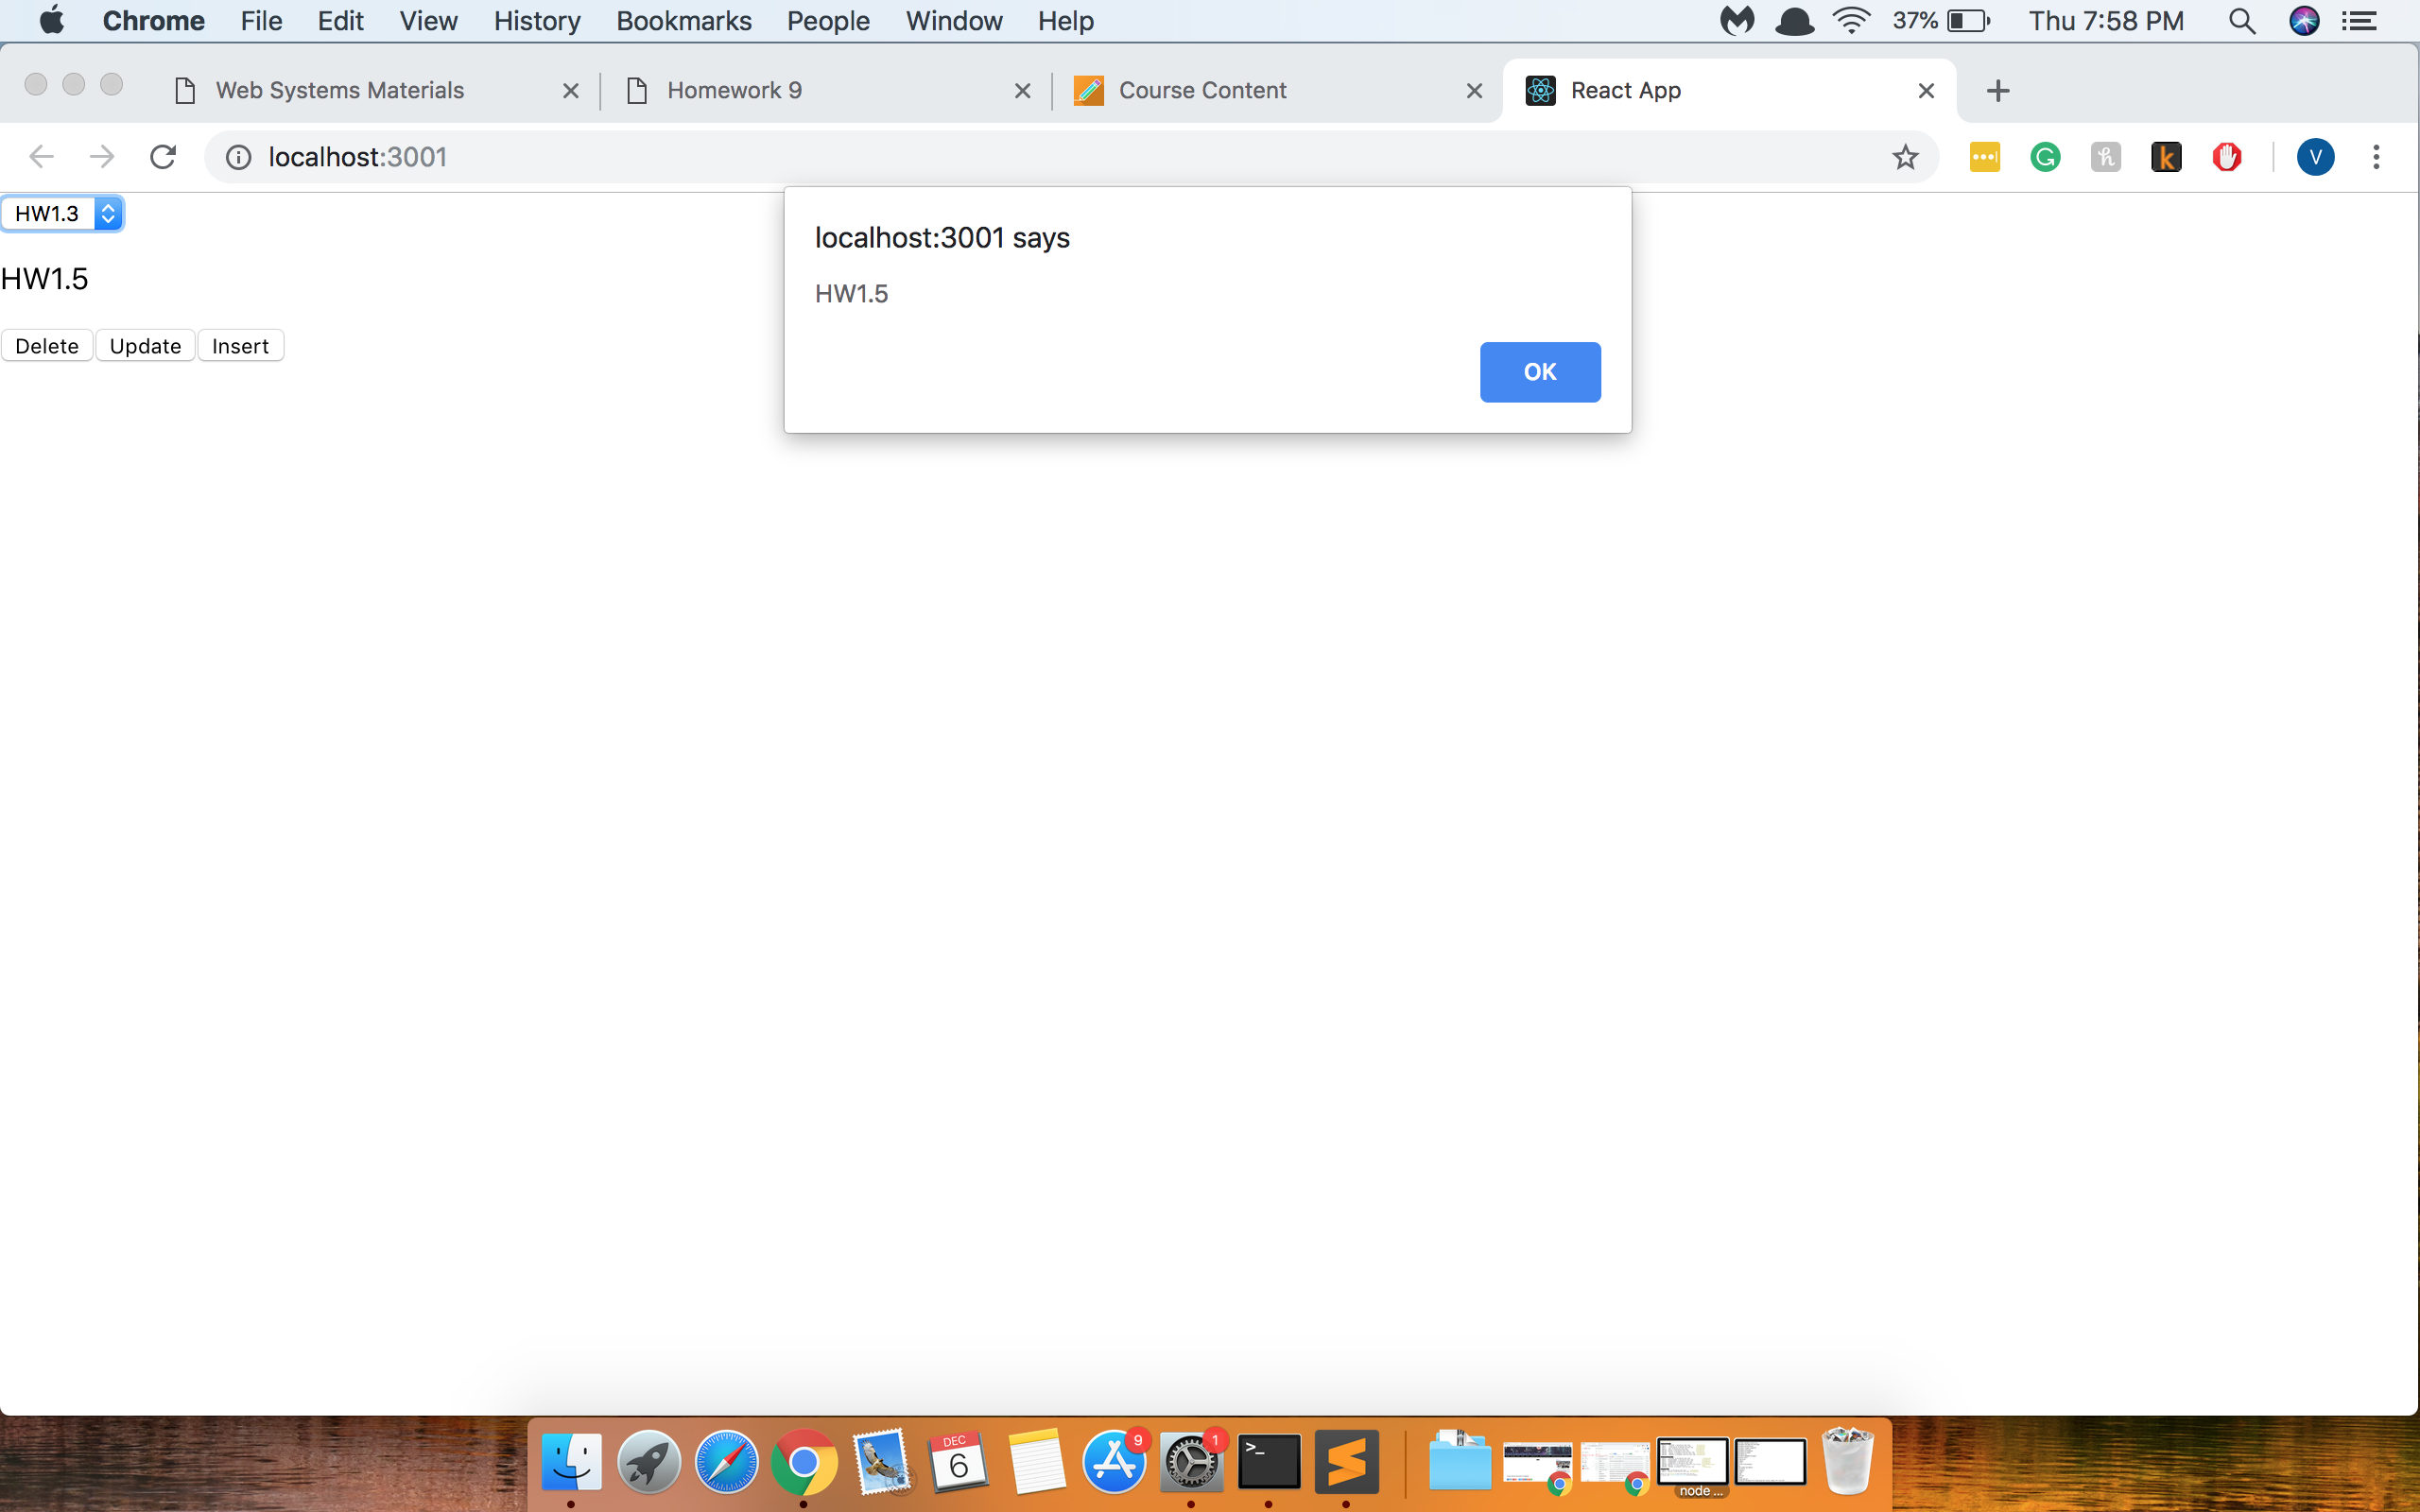 Chrome File Edit View History Bookmarks People Window Help 37% Thu 7:58 PM
Web Systems Materials Homework 9 Course Content React App
localhost:3001 V
HW1.3
HW1.5
Delete Update Insert
localhost:3001 says
HW1.5
OK
DEC
6
9
1
node ...